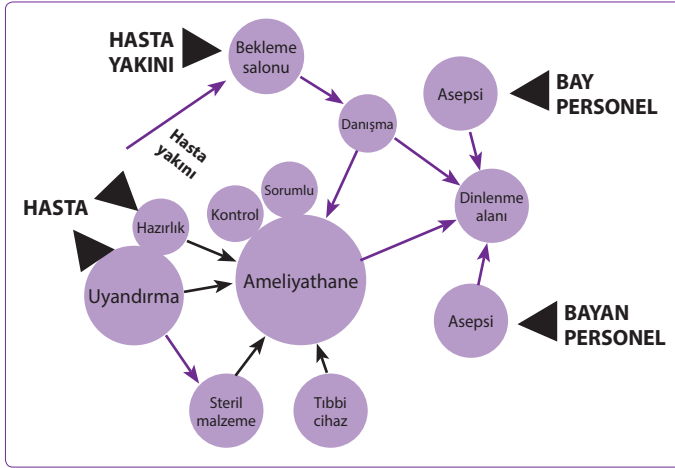 HASTA
YAKINI
Bekleme
salonu
Asepsi
BAY
PERSONEL
Danışma
Hasta
yakını
Sorumlu
Kontrol
Dinlenme
alanı
HASTA
Hazırlık
Uyandırma
Ameliyathane
Asepsi
BAYAN
PERSONEL
Steril
malzeme
Tıbbi
cihaz